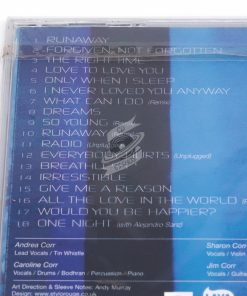 1. RUNAWAY
2. FORGIVEN, NOT FORGOTTEN
3. THE RIGHT TIME
4. LOVE TO LOVE YOU
5. ONLY WHEN I SLEEP
6. I NEVER LOVED YOU ANYWAY
7. WHAT CAN I DO (Remix)
8. DREAMS
9. SO YOUNG
10. RUNAWAY
11. RADIO (Unplugged)
12. EVERYBODY HURTS (Unplugged)
13. BREATHLESS
14. IRRESISTIBLE
15. GIVE ME A REASON
16. ALL THE LOVE IN THE WORLD
17. WOULD YOU BE HAPPIER?
18. ONE NIGHT (with Alejandro Sanz)
Andrea Corr
Lead Vocals / Tin Whistle
Sharon Corr
Vocals / Violin
Caroline Corr
Vocals / Drums / Bodhran / Percussion / Piano
Jim Corr
Vocals / Guita
Art Direction & Sleeve Notes: Andy Murray